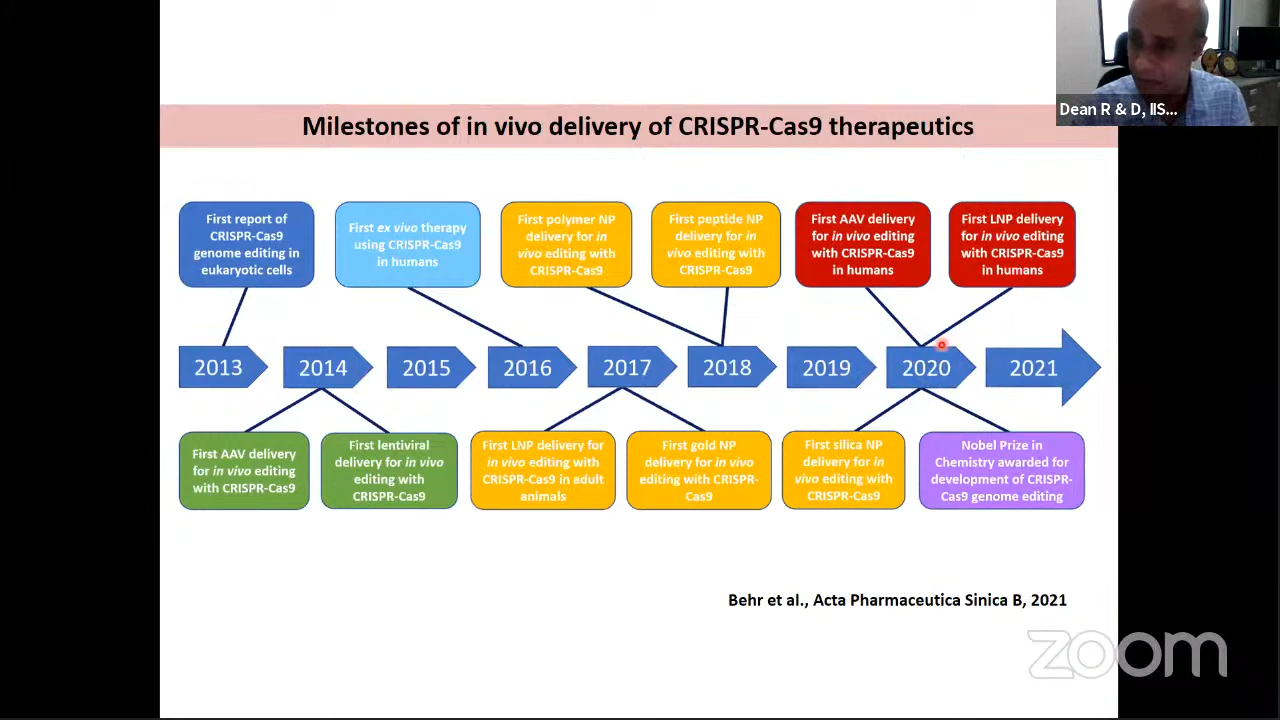 Dean R & D, IIS...
Milestones of in vivo delivery of CRISPR-Cas9 therapeutics
First report of
CRISPR-Cas9
genome editing in
eukaryotic cells
First ex vivo therapy
using CRISPR-Cas9
in humans
First polymer NP
delivery for in
vivo editing with
CRISPR-Cas9
First peptide NP
delivery for in
vivo editing with
CRISPR-Cas9
First AAV delivery
for in vivo editing
with CRISPR-Cas9
in humans
First LNP delivery
for in vivo editing
with CRISPR-Cas9
in humans
2013
2014
2015
2016
2017
2018
2019
2020
2021
First AAV delivery
for in vivo editing
with CRISPR-Cas9
First lentiviral
delivery for in vivo
editing with
CRISPR-Cas9
First LNP delivery for
in vivo editing with
CRISPR-Cas9 in adult
animals
First gold NP
delivery for in vivo
editing with CRISPR-
Cas9
First silica NP
delivery for in
vivo editing with
CRISPR-Cas9
Nobel Prize in
Chemistry awarded for
development of CRISPR-
Cas9 genome editing
Behr et al., Acta Pharmaceutica Sinica B, 2021
zoom